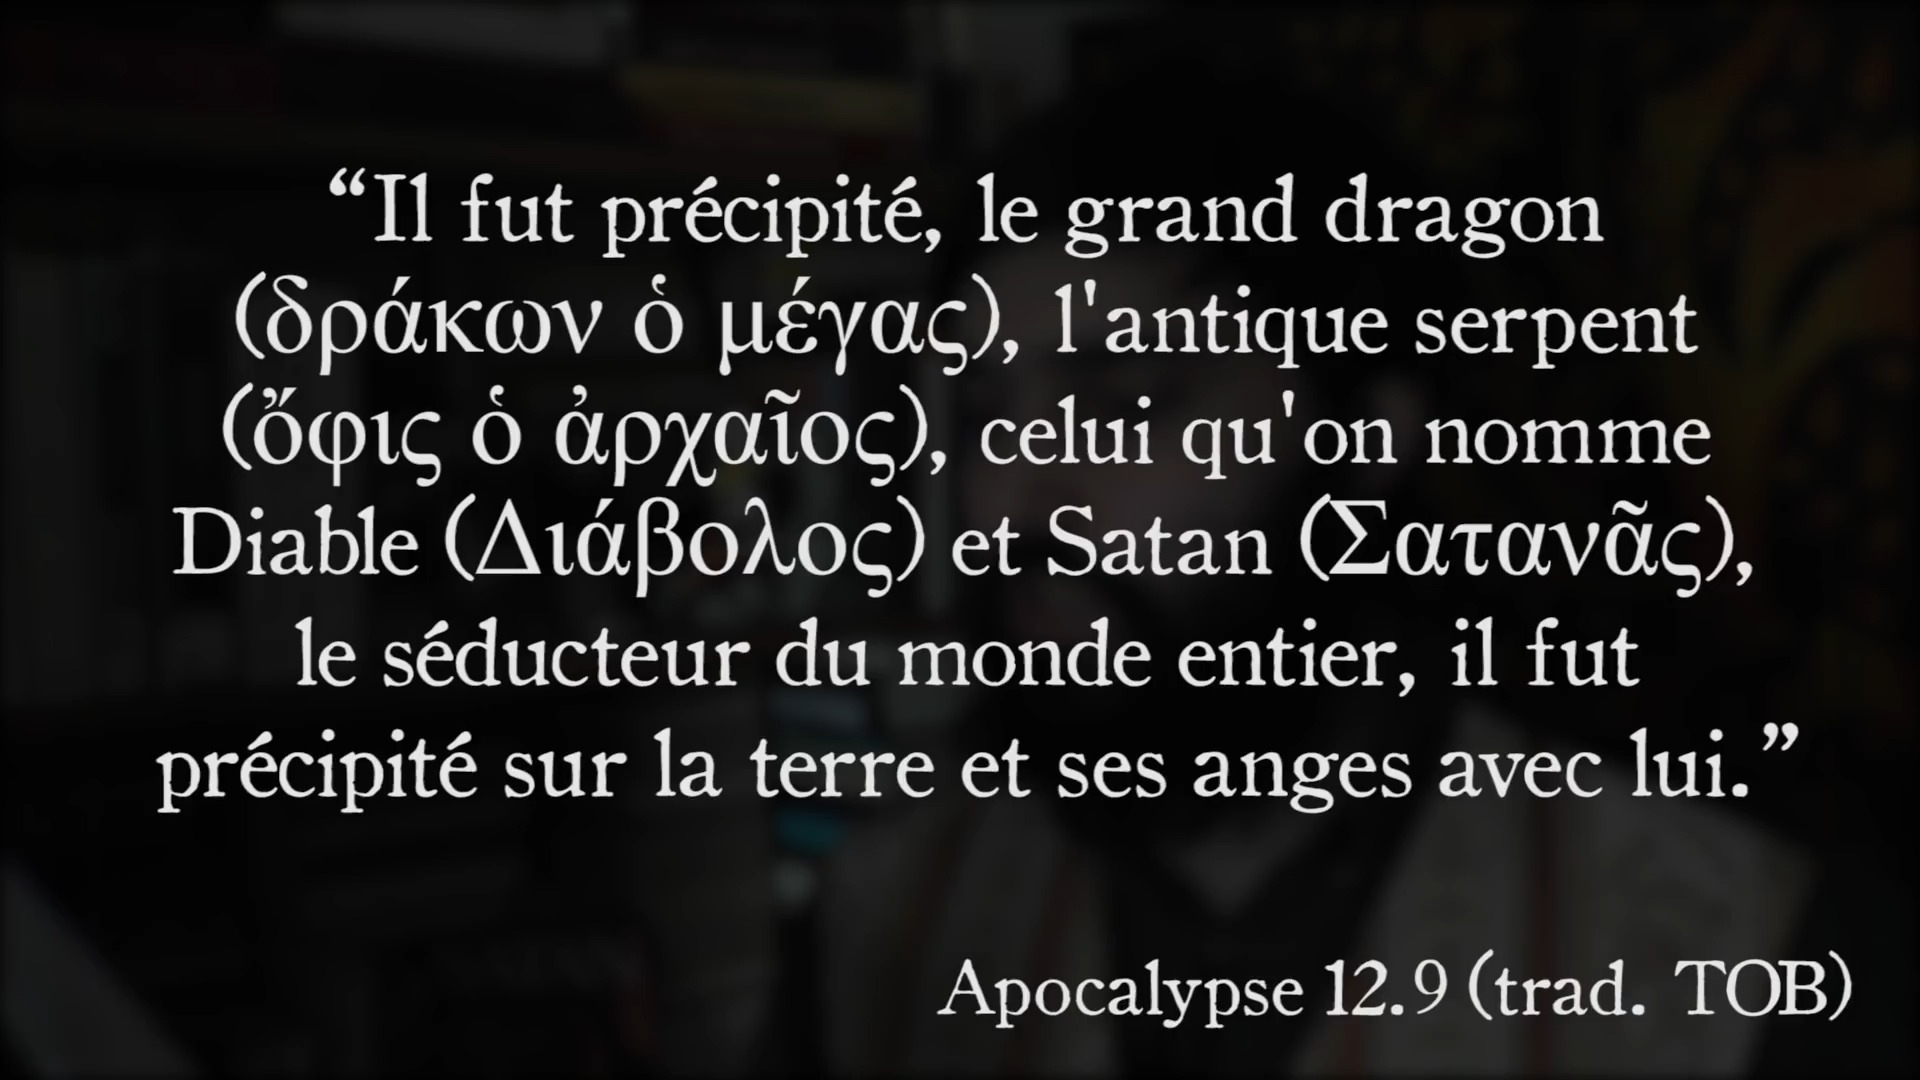 “Il fut précipité, le grand dragon
(δράκων ὁ μέγας), l'antique serpent
(ὄφις ὁ ἀρχαῖος), celui qu'on nomme
Diable (Διάβολος) et Satan (Σατανᾶς),
le séducteur du monde entier, il fut
précipité sur la terre et ses anges avec lui.”
Apocalypse 12.9 (trad. TOB)